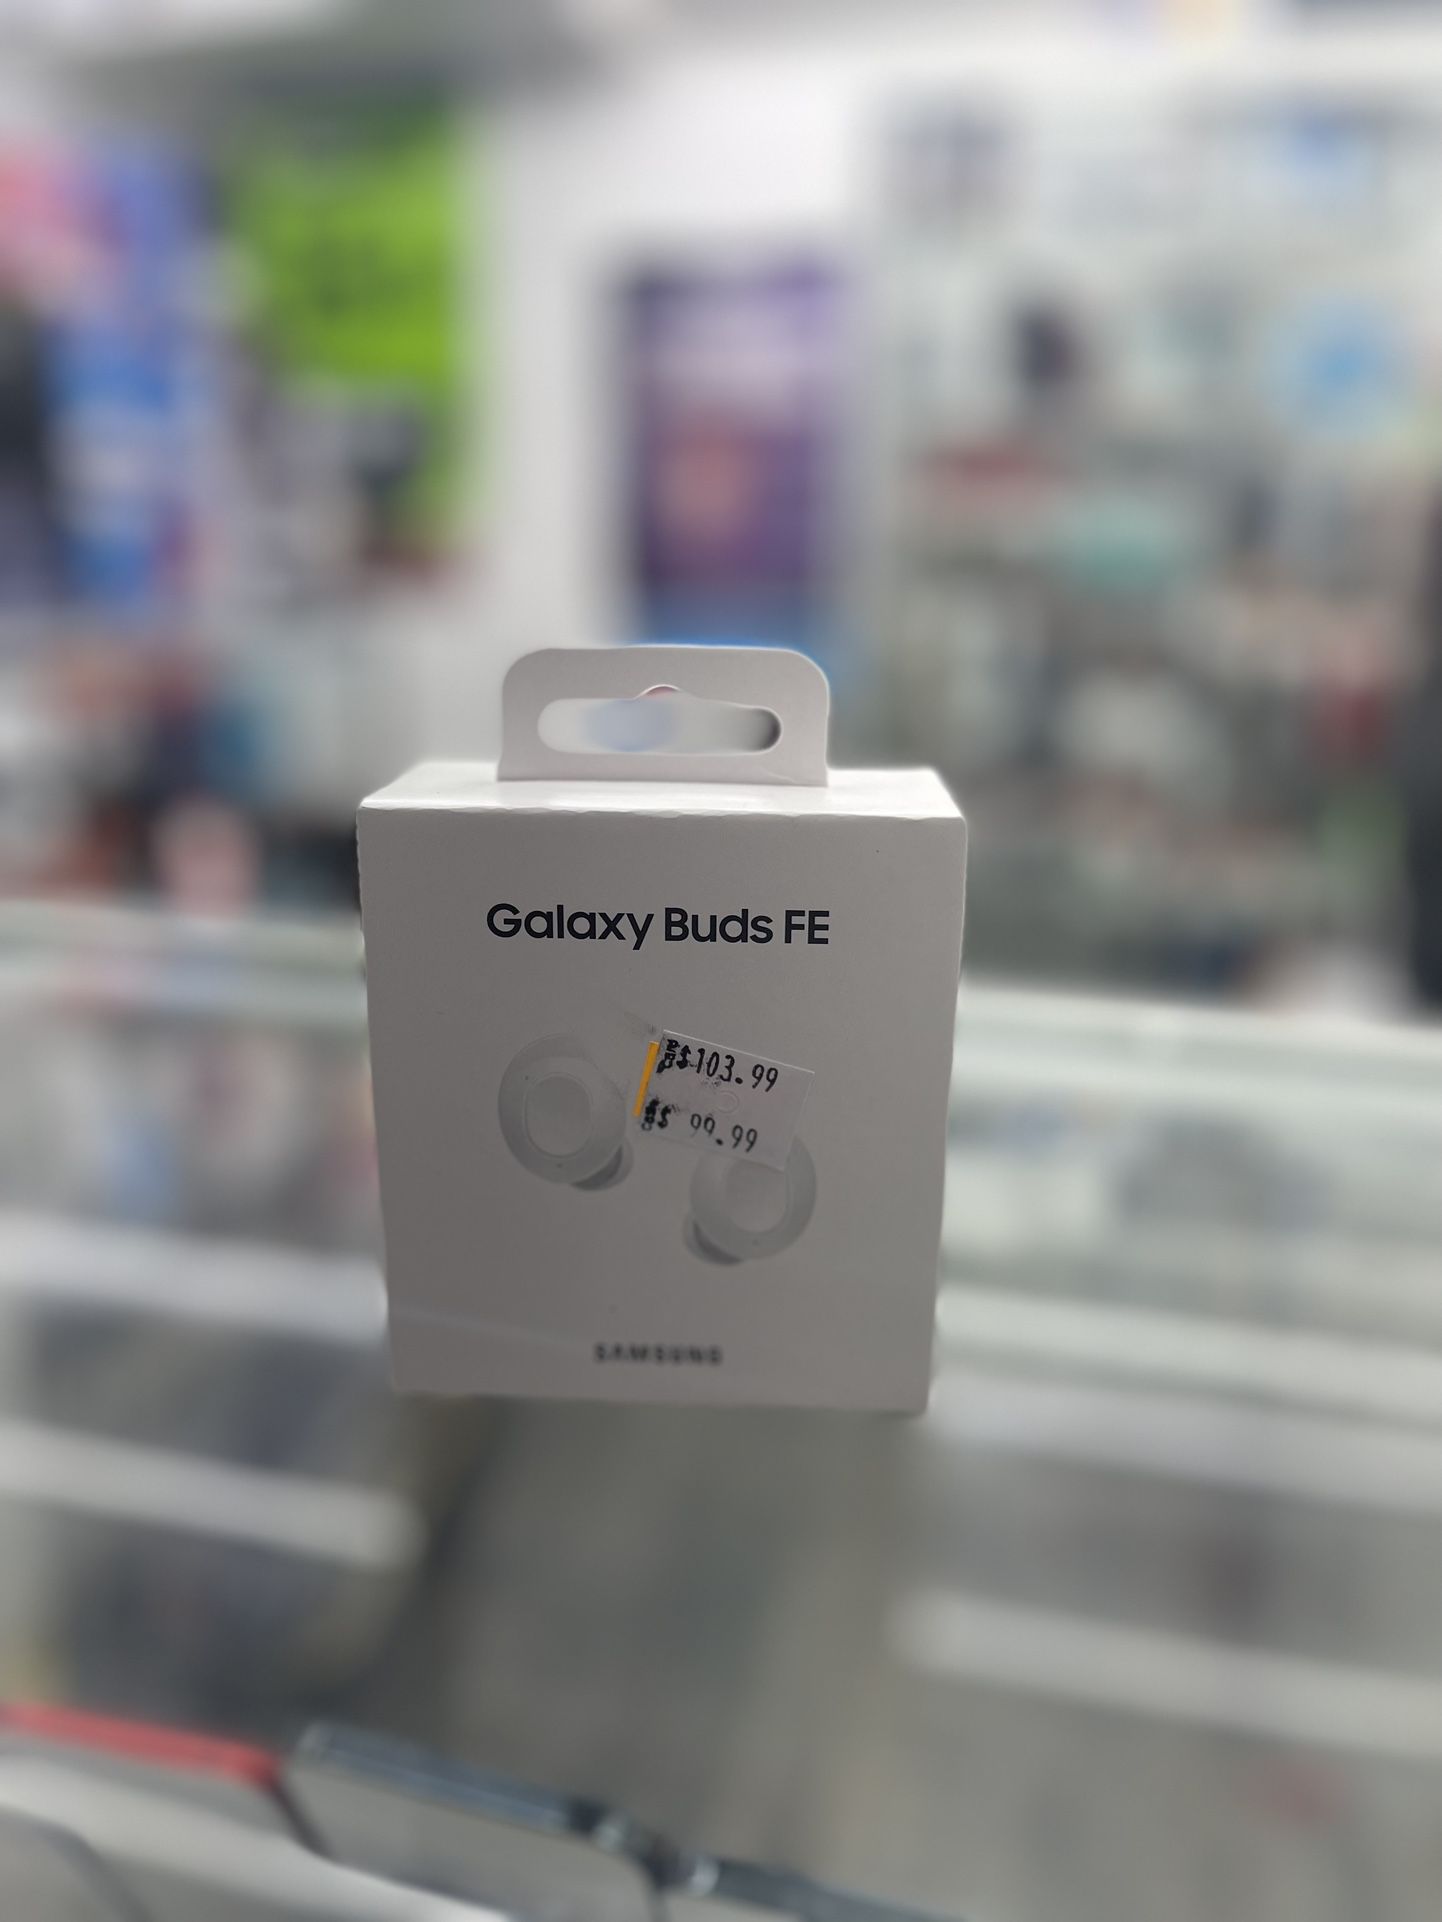 Galaxy Buds FE
$103.99
$ 99.99
SAMSUNG